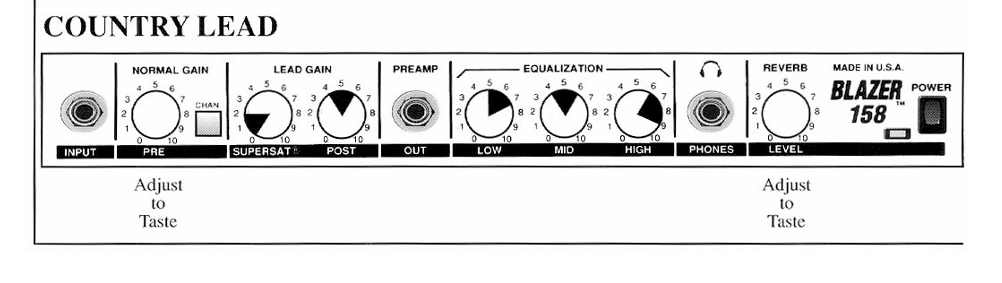 COUNTRY LEAD
NORMAL GAIN
LEAD GAIN
PREAMP
EQUALIZATION
REVERB
MADE IN U.S.A.
CHAN
BLAZER
158™
POWER
0 1 2 3 4 5 6 7 8 9 10
0 1 2 3 4 5 6 7 8 9 10
0 1 2 3 4 5 6 7 8 9 10
0 1 2 3 4 5 6 7 8 9 10
0 1 2 3 4 5 6 7 8 9 10
0 1 2 3 4 5 6 7 8 9 10
0 1 2 3 4 5 6 7 8 9 10
INPUT PRE SUPERSAT® POST OUT LOW MID HIGH PHONES LEVEL
Adjust
to
Taste
Adjust
to
Taste